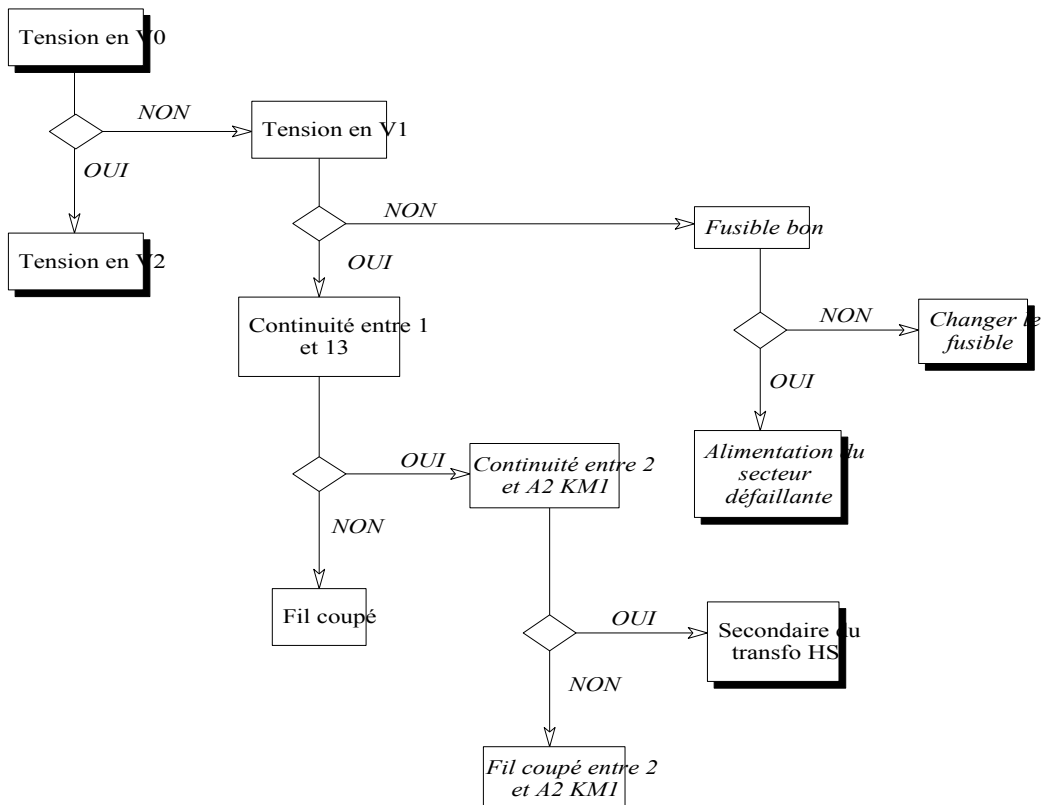 Tension en V0
NON
Tension en V1
OUI
NON
Fusible bon
Tension en V2
OUI
Continuité entre 1
et 13
NON
Changer le
fusible
OUI
OUI
Continuité entre 2
et A2 KM1
Alimentation du
secteur
défaillante
NON
Fil coupé
OUI
Secondaire du
transfo HS
NON
Fil coupé entre 2
et A2 KM1